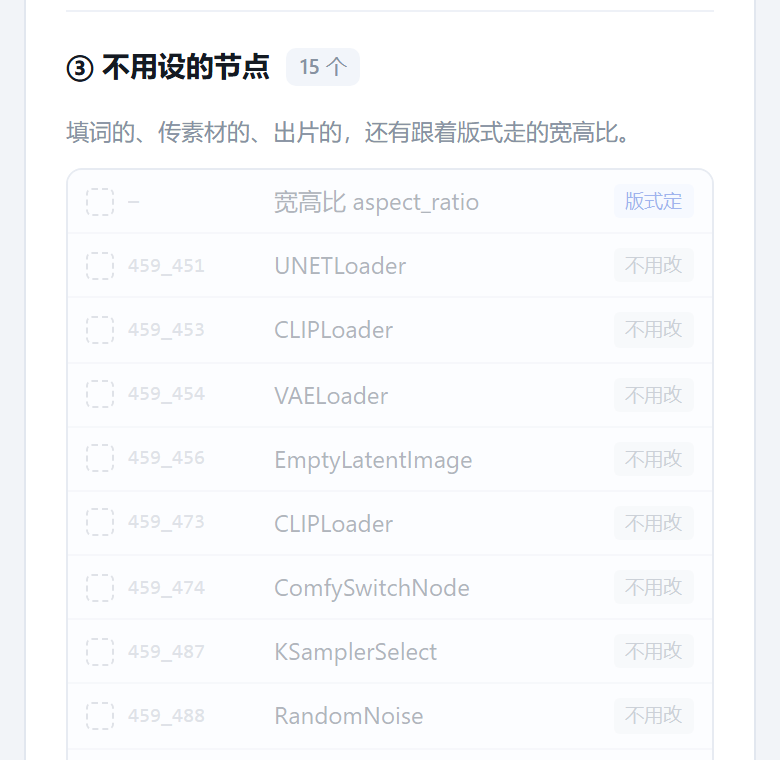 ③ 不用设的节点 15 个
填词的、传素材的、出片的，还有跟着版式走的宽高比。
— 宽高比 aspect_ratio 版式定
459_451 UNETLoader 不用改
459_453 CLIPLoader 不用改
459_454 VAELoader 不用改
459_456 EmptyLatentImage 不用改
459_473 CLIPLoader 不用改
459_474 ComfySwitchNode 不用改
459_487 KSamplerSelect 不用改
459_488 RandomNoise 不用改